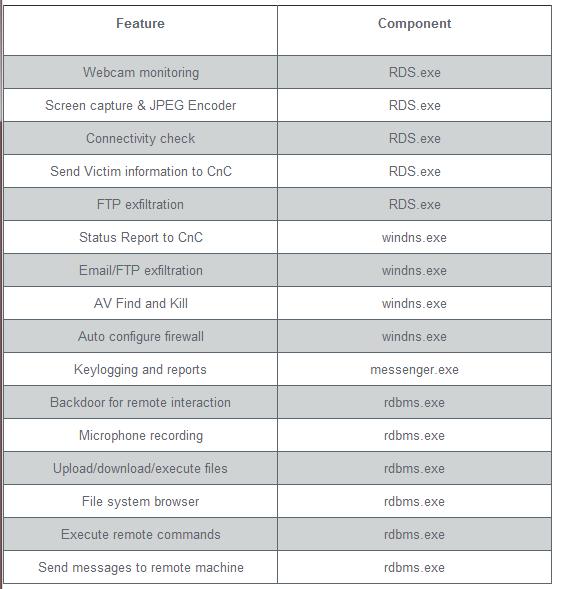 Feature Component
Webcam monitoring RDS.exe
Screen capture & JPEG Encoder RDS.exe
Connectivity check RDS.exe
Send Victim information to CnC RDS.exe
FTP exfiltration RDS.exe
Status Report to CnC windns.exe
Email/FTP exfiltration windns.exe
AV Find and Kill windns.exe
Auto configure firewall windns.exe
Keylogging and reports messenger.exe
Backdoor for remote interaction rdbms.exe
Microphone recording rdbms.exe
Upload/download/execute files rdbms.exe
File system browser rdbms.exe
Execute remote commands rdbms.exe
Send messages to remote machine rdbms.exe